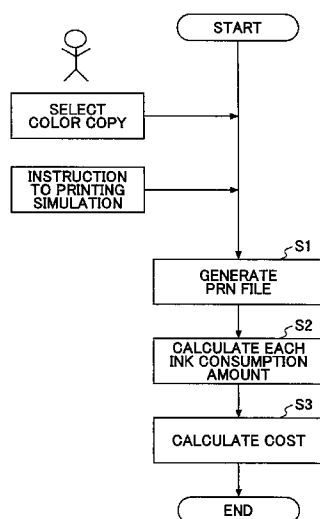 START
SELECT
COLOR COPY
INSTRUCTION
TO PRINTING
SIMULATION
S1
GENERATE
PRN FILE
S2
CALCULATE EACH
INK CONSUMPTION
AMOUNT
S3
CALCULATE COST
END